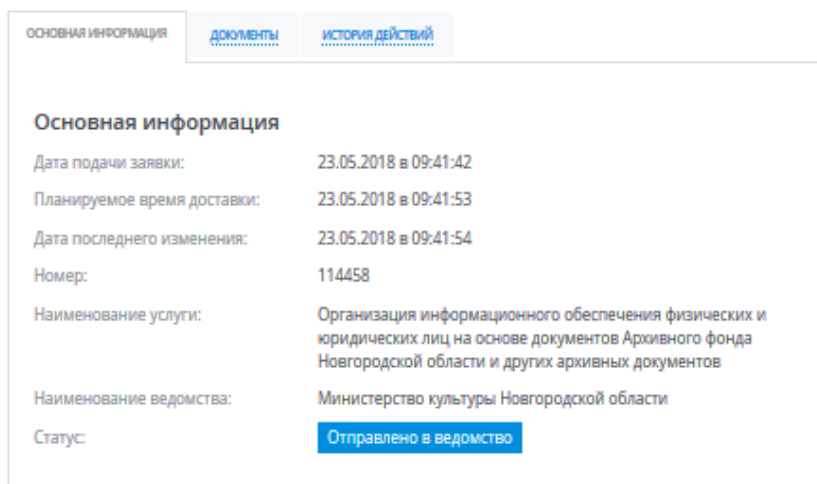 ОСНОВНАЯ ИНФОРМАЦИЯ ДОКУМЕНТЫ ИСТОРИЯ ДЕЙСТВИЙ
Основная информация
Дата подачи заявки: 23.05.2018 в 09:41:42
Планируемое время доставки: 23.05.2018 в 09:41:53
Дата последнего изменения: 23.05.2018 в 09:41:54
Номер: 114458
Наименование услуги: Организация информационного обеспечения физических и
юридических лиц на основе документов Архивного фонда
Новгородской области и других архивных документов
Наименование ведомства: Министерство культуры Новгородской области
Статус: Отправлено в ведомство